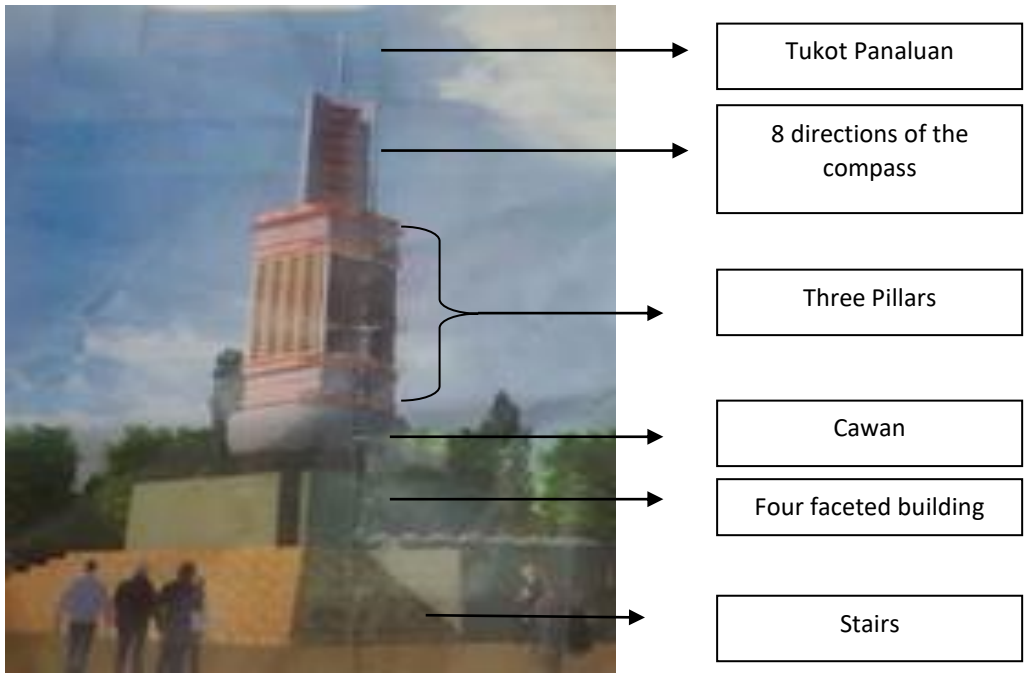 Tukot Panaluan
8 directions of the
compass
Three Pillars
Cawan
Four faceted building
Stairs